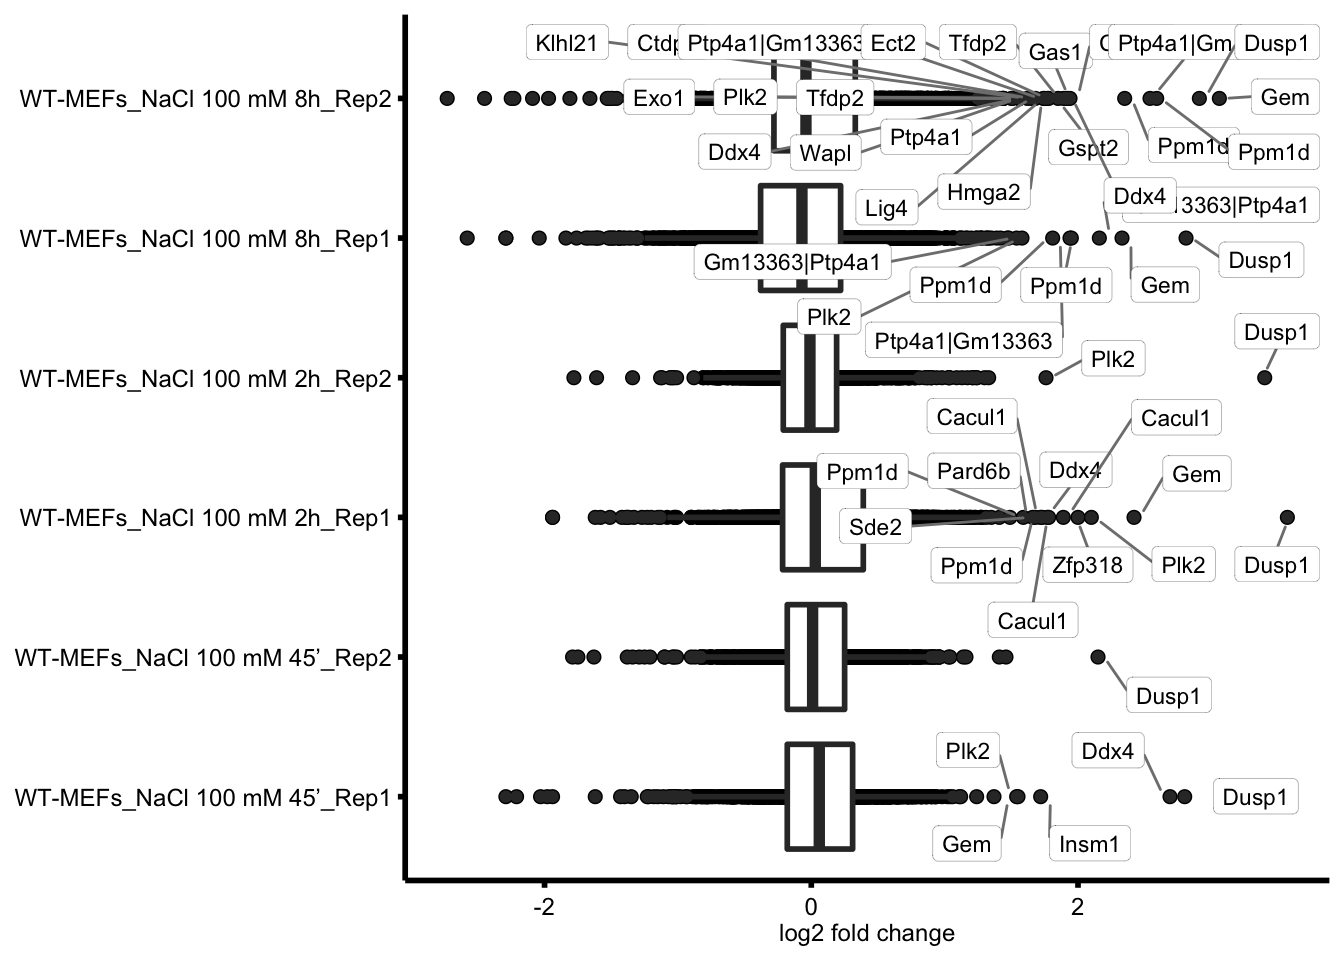 Klhl21
Ptp4a1|Gm13363
Ect2
Tfdp2
Gas1
Ptp4a1|Gm
Dusp1
WT-MEFs_NaCl 100 mM 8h_Rep2
Exo1
Plk2
Tfdp2
Gem
Ddx4
Wapl
Ptp4a1
Gspt2
Ppm1d
Ppm1d
Lig4
Hmga2
Ddx4
3363|Ptp4a1
WT-MEFs_NaCl 100 mM 8h_Rep1
Gm13363|Ptp4a1
Ppm1d
Ppm1d
Gem
Dusp1
Plk2
Ptp4a1|Gm13363
Plk2
Dusp1
WT-MEFs_NaCl 100 mM 2h_Rep2
Cacul1
Cacul1
Ppm1d
Pard6b
Ddx4
Gem
WT-MEFs_NaCl 100 mM 2h_Rep1
Sde2
Ppm1d
Zfp318
Plk2
Dusp1
Cacul1
WT-MEFs_NaCl 100 mM 45’_Rep2
Dusp1
Plk2
Ddx4
WT-MEFs_NaCl 100 mM 45’_Rep1
Dusp1
Gem
Insm1
-2
0
2
log2 fold change